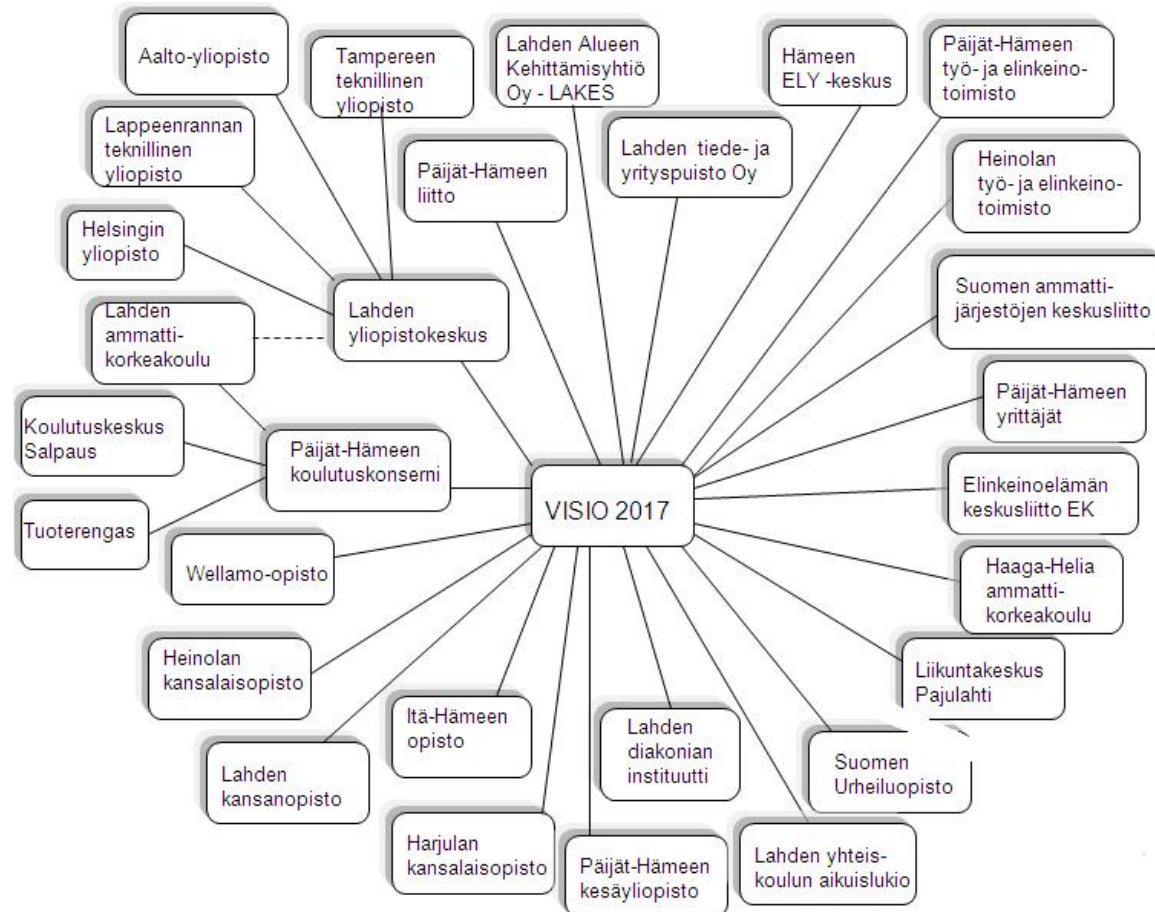 Aalto-yliopisto
Tampereen
teknillinen
yliopisto
Lahden Alueen
Kehittämisyhtiö
Oy - LAKES
Hämeen
ELY -keskus
Päijät-Hämeen
työ- ja elinkeino-
toimisto
Lappeenrannan
teknillinen
yliopisto
Päijät-Hämeen
liitto
Lahden tiede- ja
yrityspuisto Oy
Heinolan
työ- ja elinkeino-
toimisto
Helsingin
yliopisto
Lahden
yliopistokeskus
Suomen ammatti-
järjestöjen keskusliitto
Lahden
ammatti-
korkeakoulu
Päijät-Hämeen
yrittäjät
Koulutuskeskus
Salpaus
Päijät-Hämeen
koulutuskonserni
VISIO 2017
Elinkeinoelämän
keskusliitto EK
Tuoterengas
Wellamo-opisto
Haaga-Helia
ammatti-
korkeakoulu
Heinolan
kansalaisopisto
Itä-Hämeen
opisto
Lahden
diakonian
instituutti
Liikuntakeskus
Pajulahti
Lahden
kansanopisto
Suomen
Urheiluopisto
Harjulan
kansalaisopisto
Päijät-Hämeen
kesäyliopisto
Lahden yhteis-
koulun aikuislukio